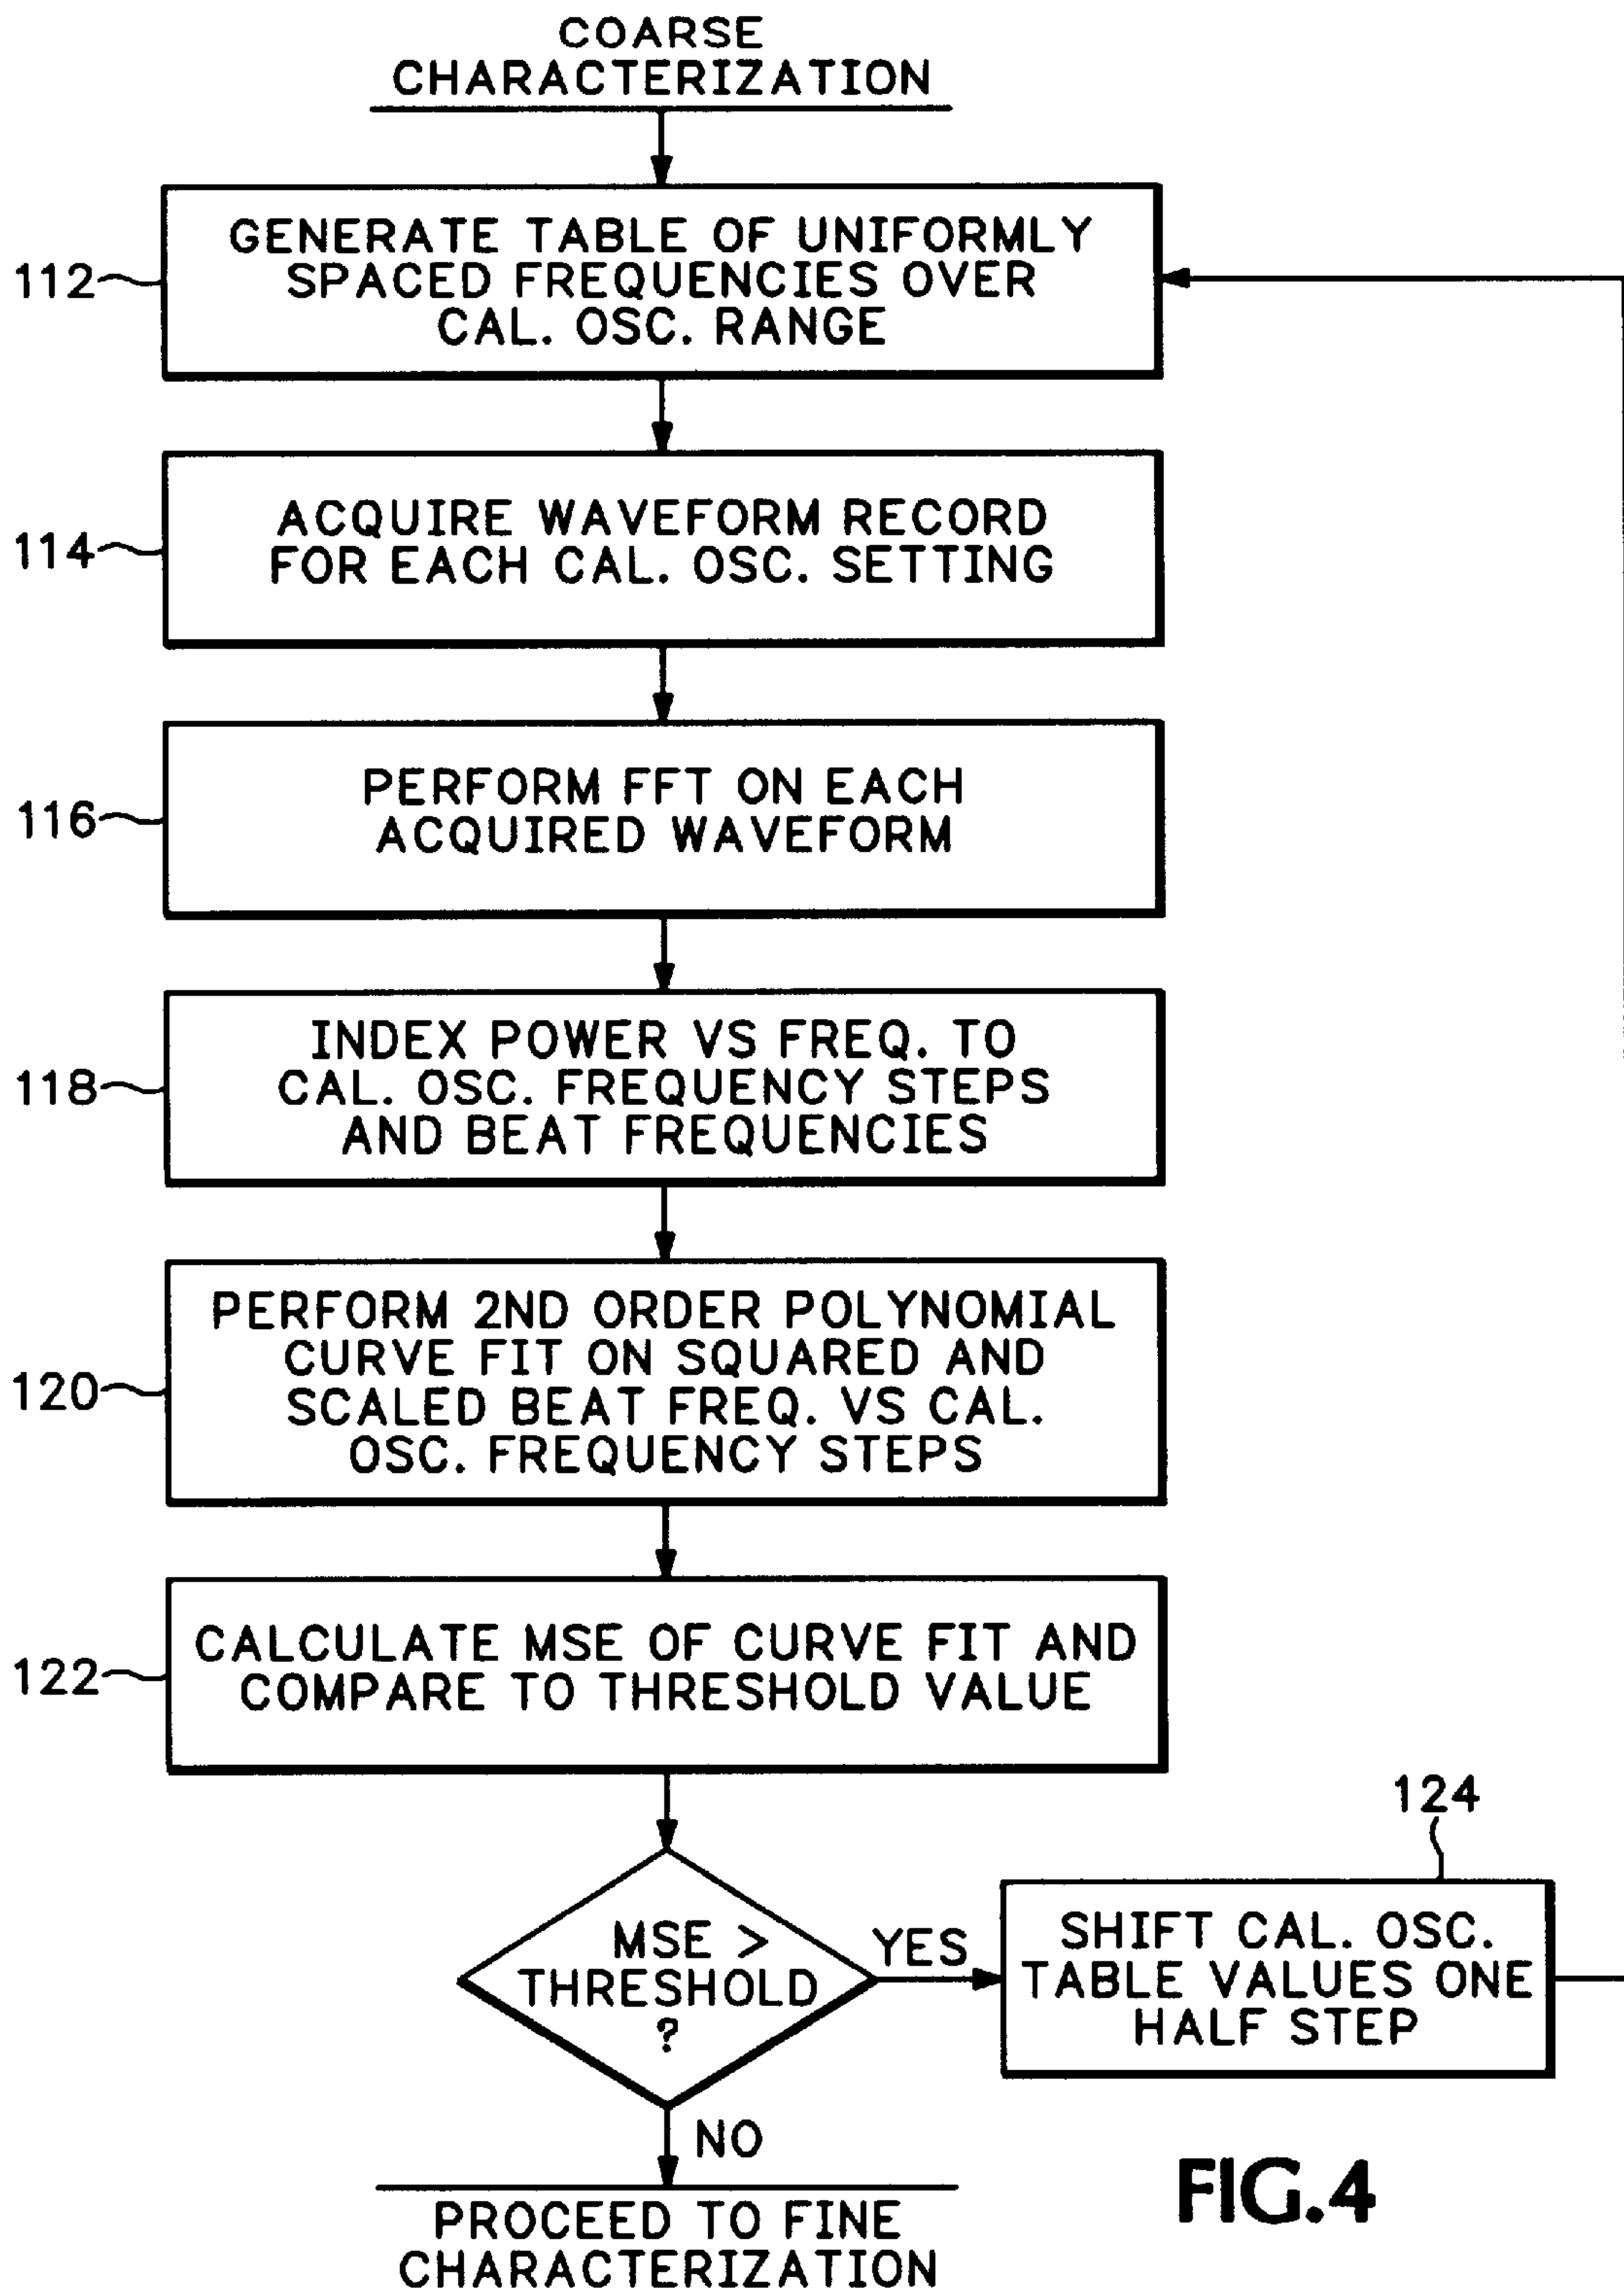 COARSE
CHARACTERIZATION
112
GENERATE TABLE OF UNIFORMLY
SPACED FREQUENCIES OVER
CAL. OSC. RANGE
114
ACQUIRE WAVEFORM RECORD
FOR EACH CAL. OSC. SETTING
116
PERFORM FFT ON EACH
ACQUIRED WAVEFORM
118
INDEX POWER VS FREQ. TO
CAL. OSC. FREQUENCY STEPS
AND BEAT FREQUENCIES
120
PERFORM 2ND ORDER POLYNOMIAL
CURVE FIT ON SQUARED AND
SCALED BEAT FREQ. VS CAL.
OSC. FREQUENCY STEPS
122
CALCULATE MSE OF CURVE FIT AND
COMPARE TO THRESHOLD VALUE
MSE >
THRESHOLD
?
YES
124
SHIFT CAL. OSC.
TABLE VALUES ONE
HALF STEP
NO
PROCEED TO FINE
CHARACTERIZATION
FIG.4